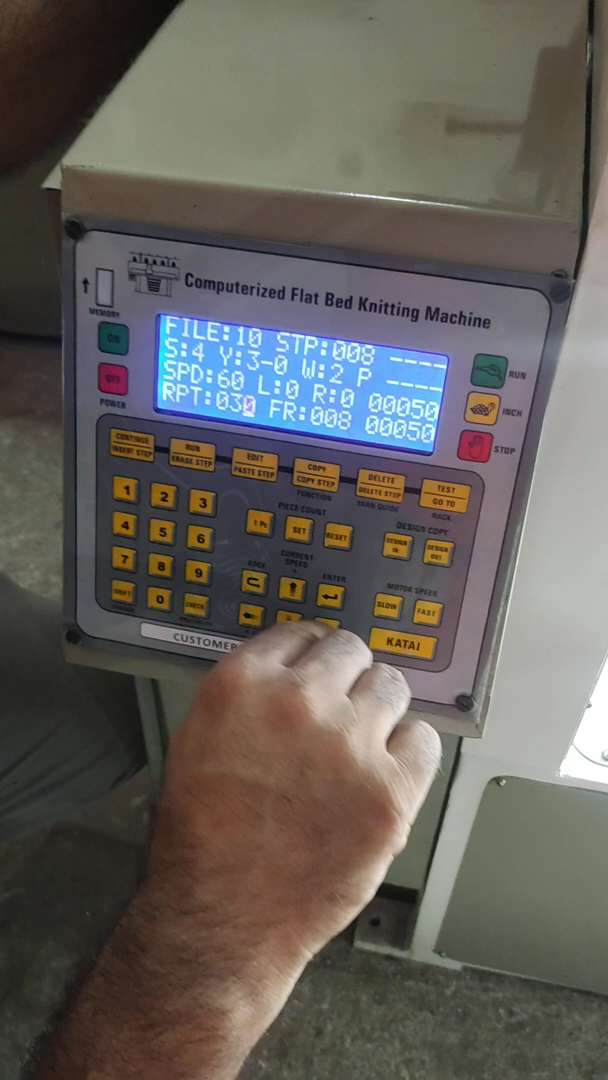 Computerized Flat Bed Knitting Machine
MEMORY
ON
OFF
POWER
FILE:10 STP:008 ----
S:4 Y:3-0 W:2 P ----
SPD:60 L:0 R:0 00050
RPT:030 FR:008 00050
RUN
INCH
STOP
CONTINUE
INSERT STEP
RUN
ERASE STEP
EDIT
PASTE STEP
COPY
COPY STEP
FUNCTION
DELETE
DELETE STEP
YARN GUIDE
TEST
GO TO
BACK
1 2 3
4 5 6
7 8 9
SHIFT 0 CHECK
PIECE COUNT
1 Pc SET RESET
DESIGN COPY
DESIGN IN
DESIGN OUT
CURRENT
SPEED
+
BACK
ENTER
MOTOR SPEED
SLOW FAST
KATAI
CUSTOMER